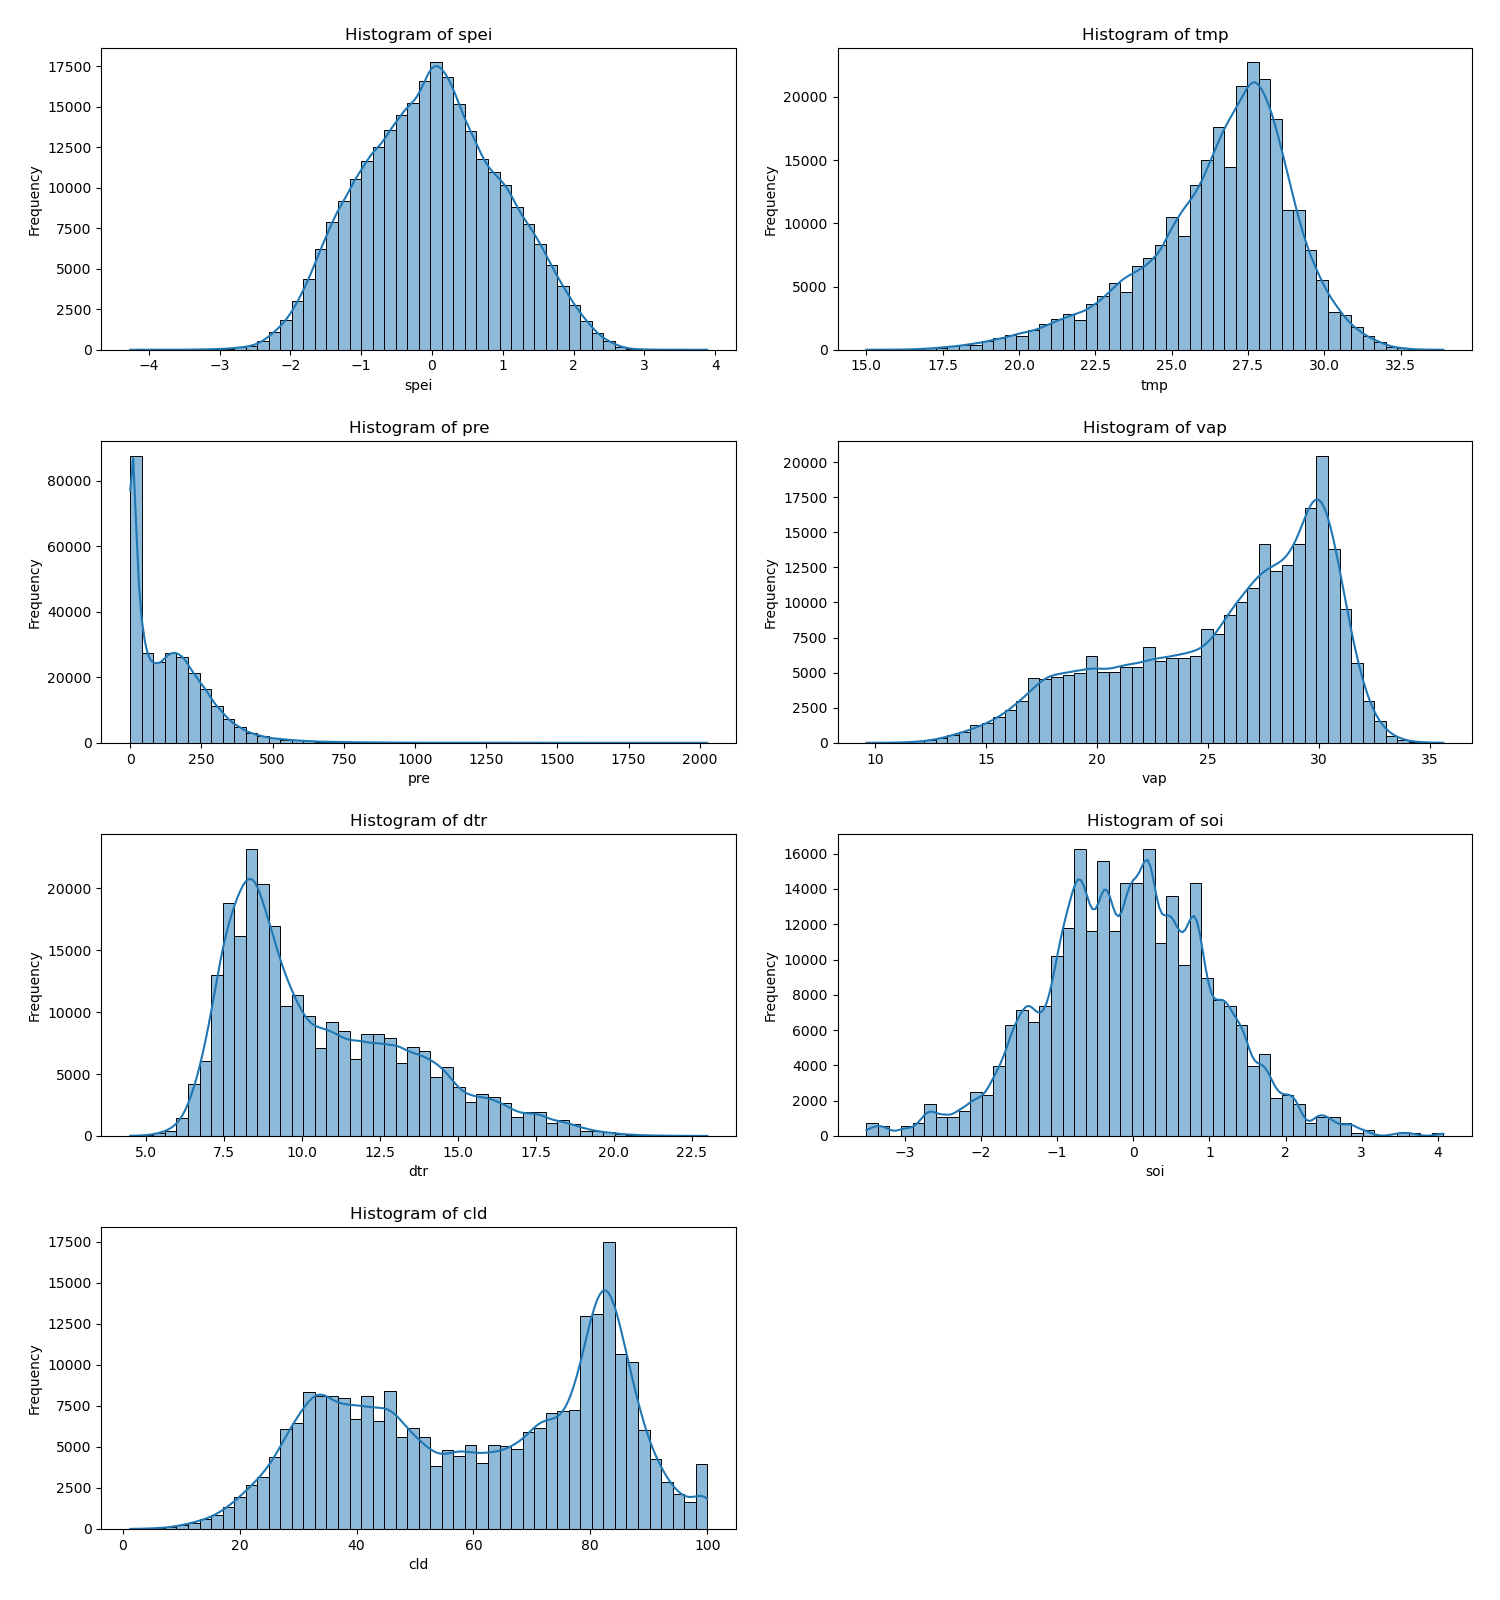 Histogram of spei
Frequency
17500
15000
12500
10000
7500
5000
2500
0
−4 −3 −2 −1 0 1 2 3 4
spei
Histogram of tmp
Frequency
20000
15000
10000
5000
0
15.0 17.5 20.0 22.5 25.0 27.5 30.0 32.5
tmp
Histogram of pre
Frequency
80000
60000
40000
20000
0
0 250 500 750 1000 1250 1500 1750 2000
pre
Histogram of vap
Frequency
20000
17500
15000
12500
10000
7500
5000
2500
0
10 15 20 25 30 35
vap
Histogram of dtr
Frequency
20000
15000
10000
5000
0
5.0 7.5 10.0 12.5 15.0 17.5 20.0 22.5
dtr
Histogram of soi
Frequency
16000
14000
12000
10000
8000
6000
4000
2000
0
−3 −2 −1 0 1 2 3 4
soi
Histogram of cld
Frequency
17500
15000
12500
10000
7500
5000
2500
0
0 20 40 60 80 100
cld